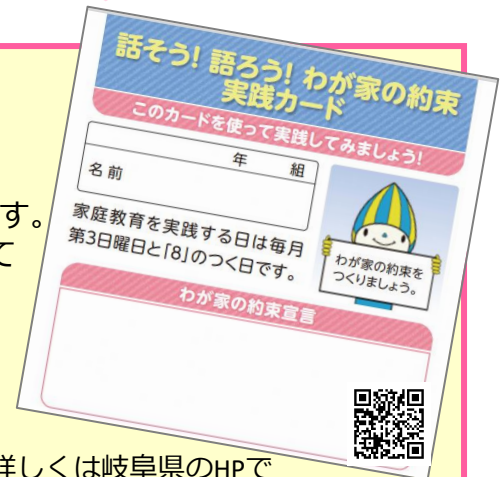 話そう! 語ろう! わが家の約束
実践カード
このカードを使って実践してみましょう!
年 組
名前
家庭教育を実践する日は毎月
第3日曜日と「8」のつく日です。
わが家の約束を
つくりましょう。
わが家の約束宣言
す。
て
詳しくは岐阜県のHPで